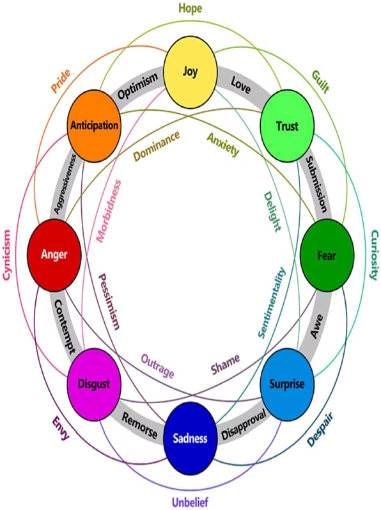 Hope
Joy
Optimism
Love
Pride
Guilt
Anticipation
Trust
Dominance
Anxiety
Aggressiveness
Submission
Morbidness
Delight
Cynicism
Anger
Fear
Curiosity
Pessimism
Sentimentality
Contempt
Awe
Outrage
Shame
Disgust
Surprise
Envy
Remorse
Sadness
Disapproval
Despair
Unbelief